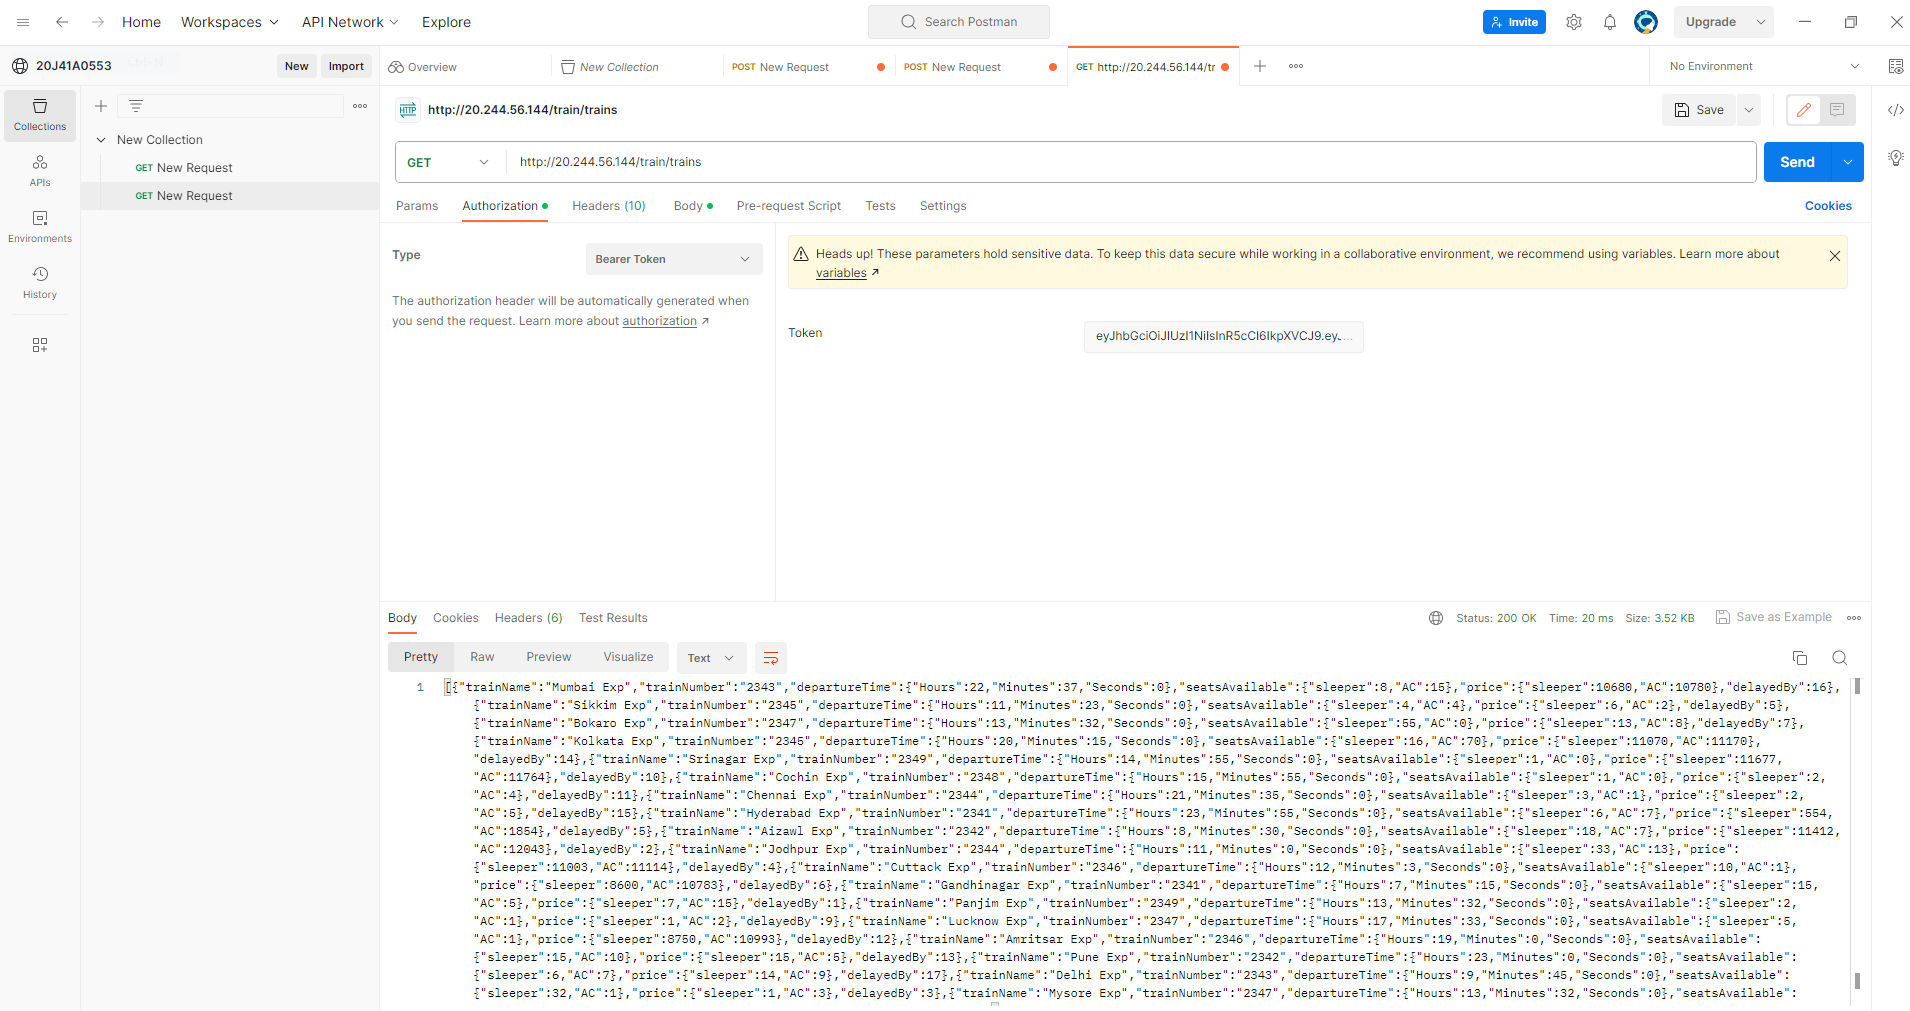 Home Workspaces API Network Explore Search Postman Invite Upgrade
20J41A0553 New Import Overview New Collection POST New Request POST New Request GET http://20.244.56.144/tr No Environment
Collections
APIs
Environments
History
New Collection
GET New Request
GET New Request
HTTP http://20.244.56.144/train/trains Save
GET http://20.244.56.144/train/trains Send
Params Authorization Headers (10) Body Pre-request Script Tests Settings Cookies
Type Bearer Token
The authorization header will be automatically generated when
you send the request. Learn more about authorization
Heads up! These parameters hold sensitive data. To keep this data secure while working in a collaborative environment, we recommend using variables. Learn more about
variables
Token eyJhbGciOiJIUzI1NiIsInR5cCI6IkpXVCJ9.eyJ...
Body Cookies Headers (6) Test Results Status: 200 OK Time: 20 ms Size: 3.52 KB Save as Example
Pretty Raw Preview Visualize Text
1 [{"trainName":"Mumbai Exp","trainNumber":"2343","departureTime":{"Hours":22,"Minutes":37,"Seconds":0},"seatsAvailable":{"sleeper":8,"AC":15},"price":{"sleeper":10680,"AC":10780},"delayedBy":16},
{"trainName":"Sikkim Exp","trainNumber":"2345","departureTime":{"Hours":11,"Minutes":23,"Seconds":0},"seatsAvailable":{"sleeper":4,"AC":4},"price":{"sleeper":6,"AC":2},"delayedBy":5},
{"trainName":"Bokaro Exp","trainNumber":"2347","departureTime":{"Hours":13,"Minutes":32,"Seconds":0},"seatsAvailable":{"sleeper":55,"AC":0},"price":{"sleeper":13,"AC":8},"delayedBy":7},
{"trainName":"Kolkata Exp","trainNumber":"2345","departureTime":{"Hours":20,"Minutes":15,"Seconds":0},"seatsAvailable":{"sleeper":16,"AC":70},"price":{"sleeper":11070,"AC":11170},
"delayedBy":14},{"trainName":"Srinagar Exp","trainNumber":"2349","departureTime":{"Hours":14,"Minutes":55,"Seconds":0},"seatsAvailable":{"sleeper":1,"AC":0},"price":{"sleeper":11677,
"AC":11764},"delayedBy":10},{"trainName":"Cochin Exp","trainNumber":"2348","departureTime":{"Hours":15,"Minutes":55,"Seconds":0},"seatsAvailable":{"sleeper":1,"AC":0},"price":{"sleeper":2,
"AC":4},"delayedBy":11},{"trainName":"Chennai Exp","trainNumber":"2344","departureTime":{"Hours":21,"Minutes":35,"Seconds":0},"seatsAvailable":{"sleeper":3,"AC":1},"price":{"sleeper":2,
"AC":5},"delayedBy":15},{"trainName":"Hyderabad Exp","trainNumber":"2341","departureTime":{"Hours":23,"Minutes":55,"Seconds":0},"seatsAvailable":{"sleeper":6,"AC":7},"price":{"sleeper":554,
"AC":1854},"delayedBy":5},{"trainName":"Aizawl Exp","trainNumber":"2342","departureTime":{"Hours":8,"Minutes":30,"Seconds":0},"seatsAvailable":{"sleeper":18,"AC":7},"price":{"sleeper":11412,
"AC":12043},"delayedBy":2},{"trainName":"Jodhpur Exp","trainNumber":"2344","departureTime":{"Hours":11,"Minutes":0,"Seconds":0},"seatsAvailable":{"sleeper":33,"AC":13},"price":
{"sleeper":11003,"AC":11114},"delayedBy":4},{"trainName":"Cuttack Exp","trainNumber":"2346","departureTime":{"Hours":12,"Minutes":3,"Seconds":0},"seatsAvailable":{"sleeper":10,"AC":1},
"price":{"sleeper":8600,"AC":10783},"delayedBy":6},{"trainName":"Gandhinagar Exp","trainNumber":"2341","departureTime":{"Hours":7,"Minutes":15,"Seconds":0},"seatsAvailable":{"sleeper":15,
"AC":5},"price":{"sleeper":7,"AC":15},"delayedBy":1},{"trainName":"Panjim Exp","trainNumber":"2349","departureTime":{"Hours":13,"Minutes":32,"Seconds":0},"seatsAvailable":{"sleeper":2,
"AC":1},"price":{"sleeper":1,"AC":2},"delayedBy":9},{"trainName":"Lucknow Exp","trainNumber":"2347","departureTime":{"Hours":17,"Minutes":33,"Seconds":0},"seatsAvailable":{"sleeper":5,
"AC":1},"price":{"sleeper":8750,"AC":10993},"delayedBy":12},{"trainName":"Amritsar Exp","trainNumber":"2346","departureTime":{"Hours":19,"Minutes":0,"Seconds":0},"seatsAvailable":
{"sleeper":15,"AC":10},"price":{"sleeper":15,"AC":5},"delayedBy":13},{"trainName":"Pune Exp","trainNumber":"2342","departureTime":{"Hours":23,"Minutes":0,"Seconds":0},"seatsAvailable":
{"sleeper":6,"AC":7},"price":{"sleeper":14,"AC":9},"delayedBy":17},{"trainName":"Delhi Exp","trainNumber":"2343","departureTime":{"Hours":9,"Minutes":45,"Seconds":0},"seatsAvailable":
{"sleeper":32,"AC":1},"price":{"sleeper":1,"AC":3},"delayedBy":3},{"trainName":"Mysore Exp","trainNumber":"2347","departureTime":{"Hours":13,"Minutes":32,"Seconds":0},"seatsAvailable":